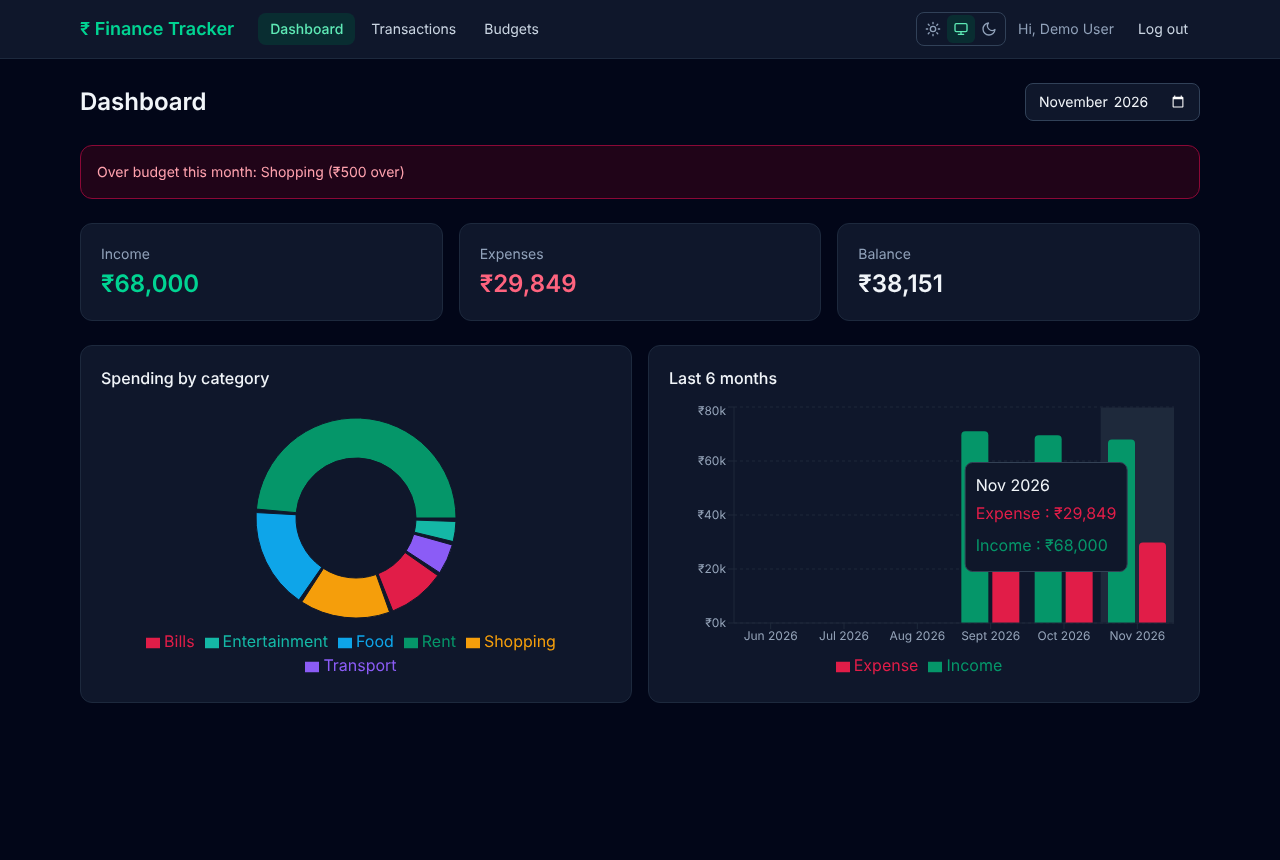 ₹ Finance Tracker Dashboard Transactions Budgets Hi, Demo User Log out
Dashboard
November 2026
Over budget this month: Shopping (₹500 over)
Income
₹68,000
Expenses
₹29,849
Balance
₹38,151
Spending by category
Bills Entertainment Food Rent Shopping
Transport
Last 6 months
₹80k
₹60k
₹40k
₹20k
₹0k
Nov 2026
Expense : ₹29,849
Income : ₹68,000
Jun 2026 Jul 2026 Aug 2026 Sept 2026 Oct 2026 Nov 2026
Expense Income